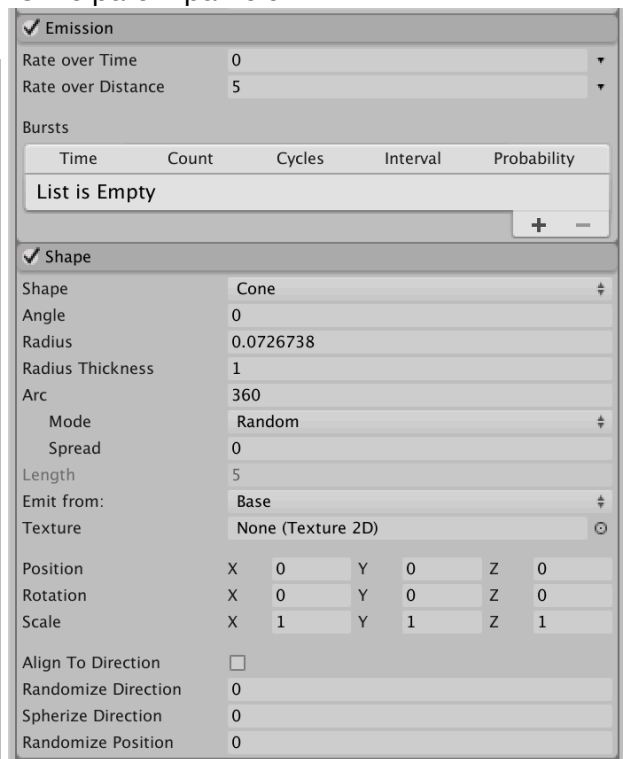 Emission
Rate over Time 0
Rate over Distance 5
Bursts
Time Count Cycles Interval Probability
List is Empty
+ −
Shape
Shape Cone
Angle 0
Radius 0.0726738
Radius Thickness 1
Arc 360
Mode Random
Spread 0
Length 5
Emit from: Base
Texture None (Texture 2D)
Position X 0 Y 0 Z 0
Rotation X 0 Y 0 Z 0
Scale X 1 Y 1 Z 1
Align To Direction
Randomize Direction 0
Spherize Direction 0
Randomize Position 0